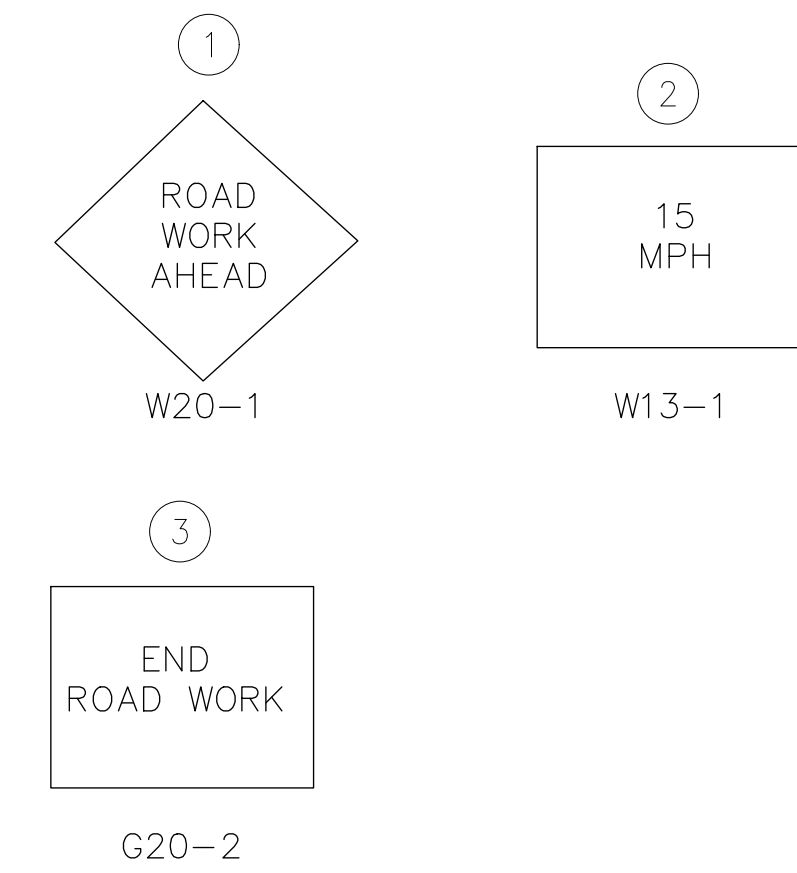 1
ROAD
WORK
AHEAD
W20-1
2
15
MPH
W13-1
3
END
ROAD WORK
G20-2